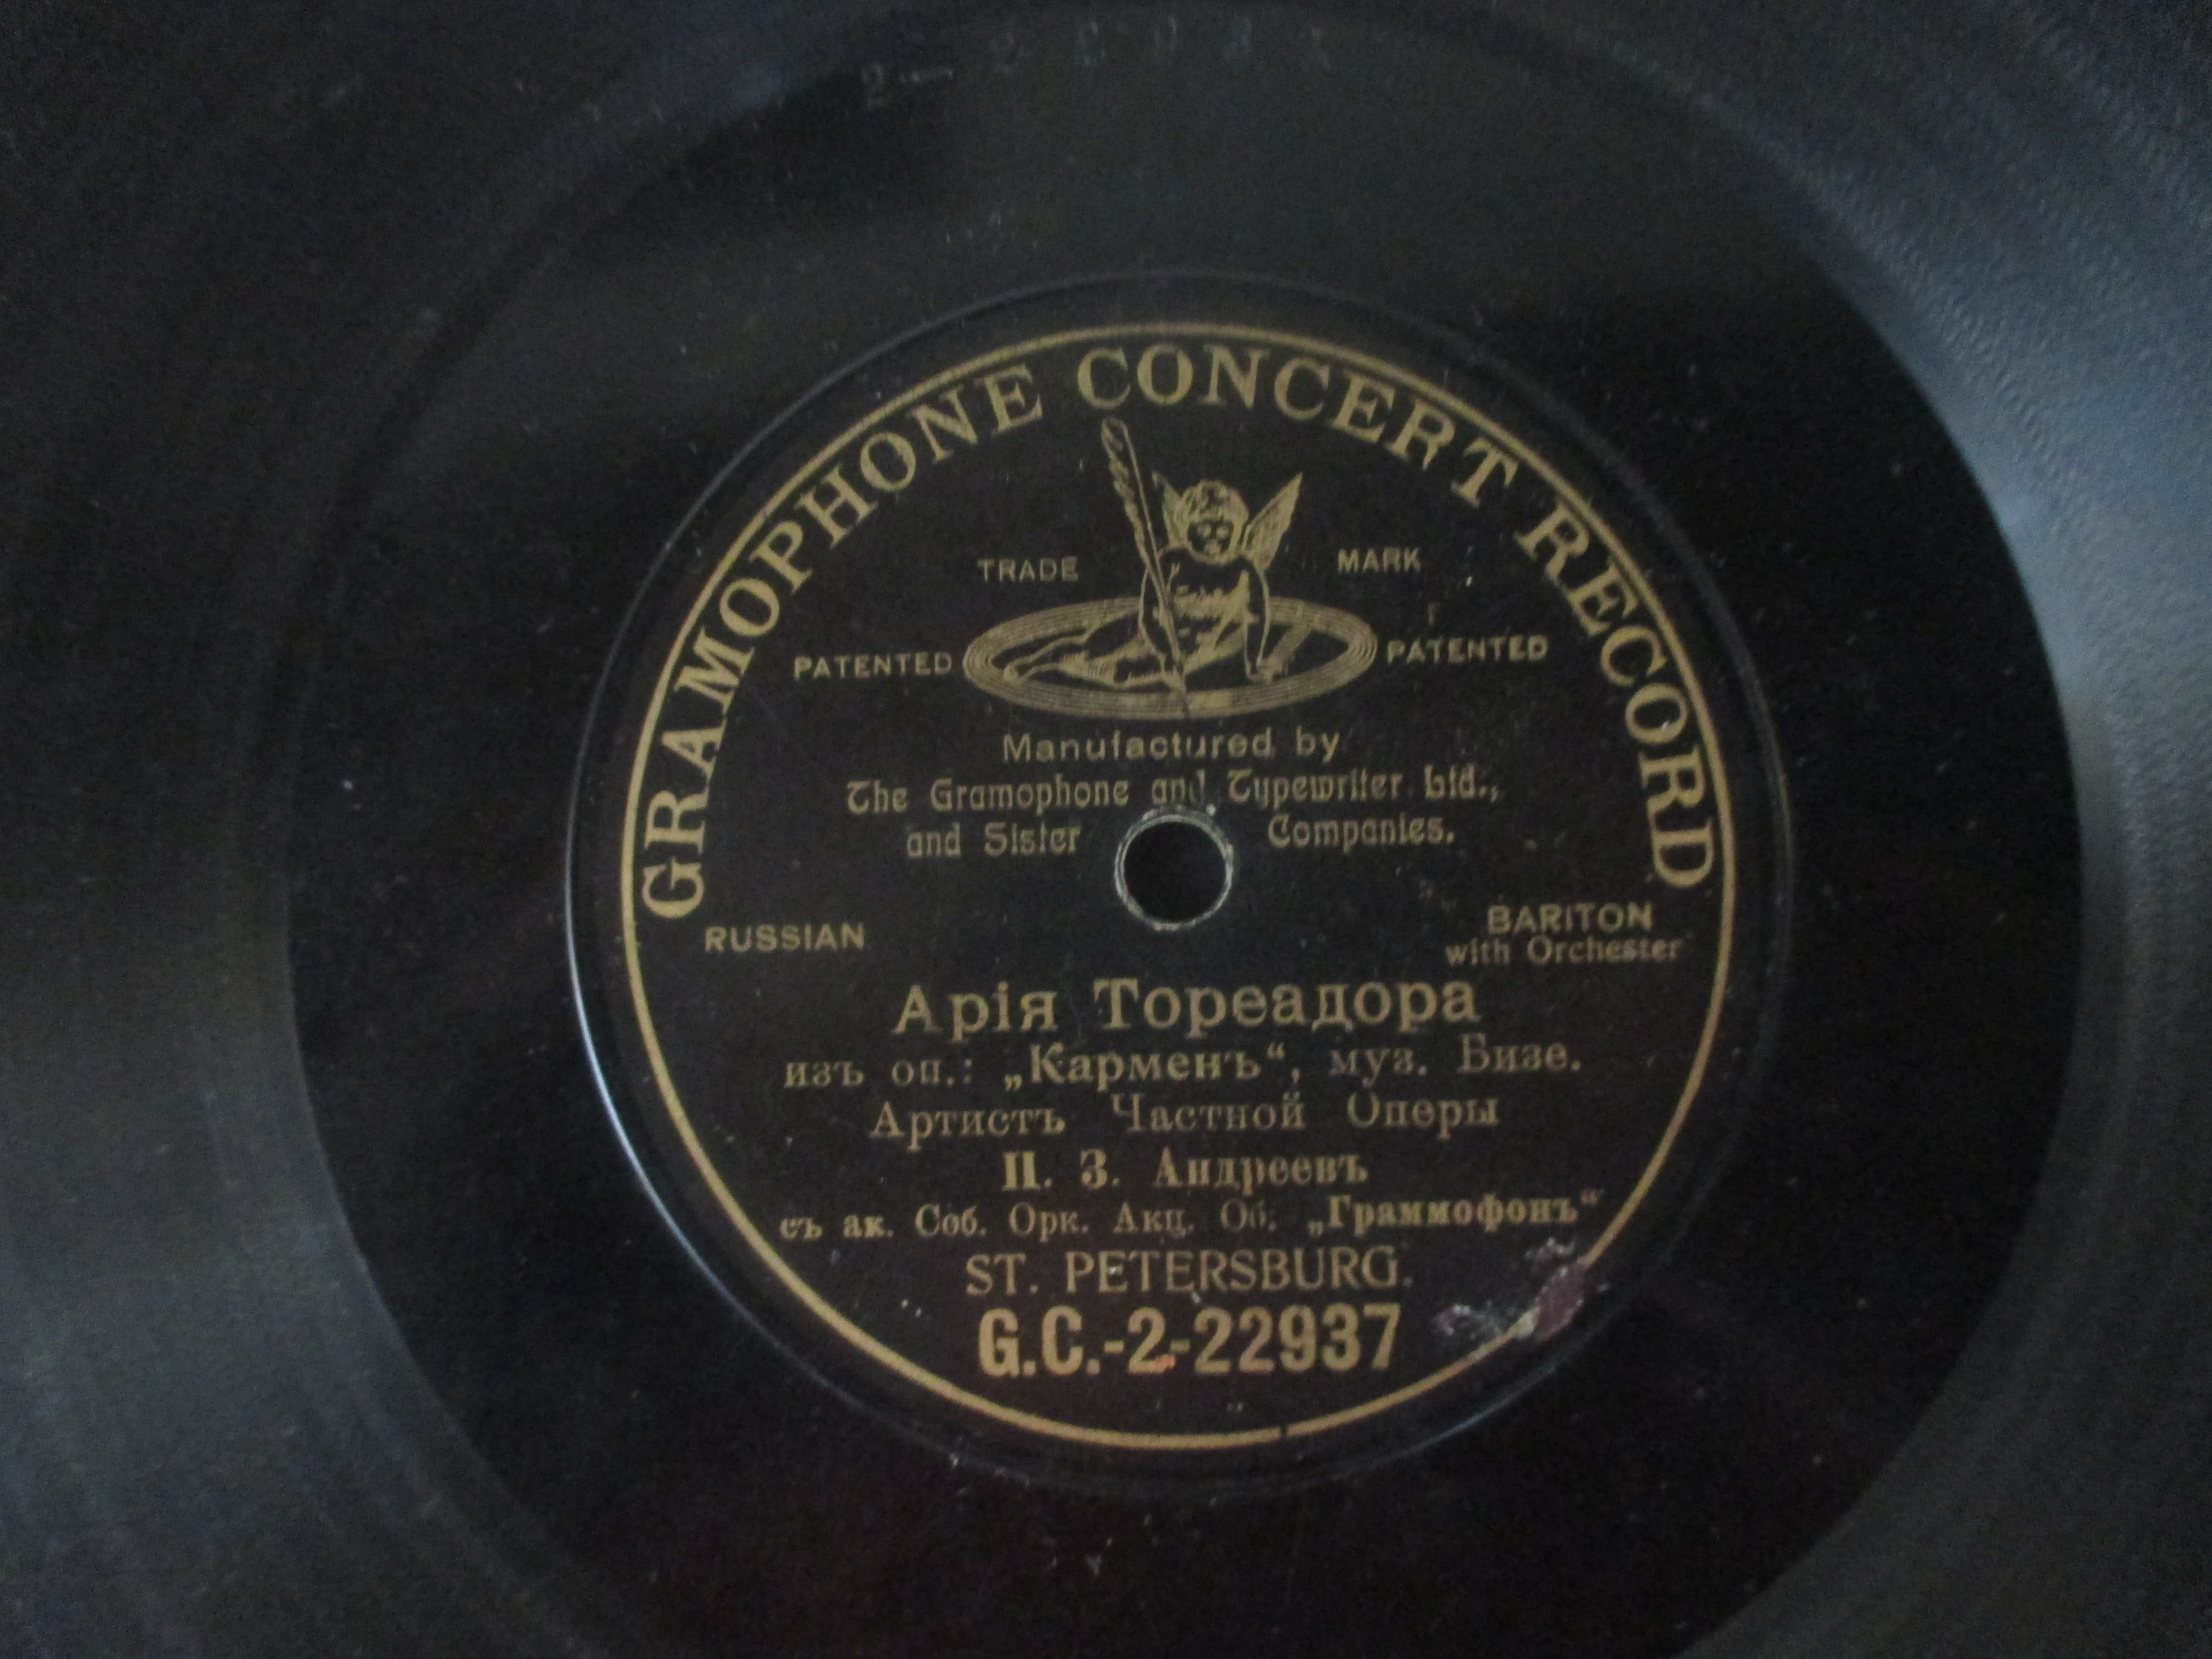 GRAMOPHONE CONCERT RECORD
TRADE MARK
PATENTED PATENTED
Manufactured by
The Gramophone and Typewriter Ltd.,
and Sister Companies.
RUSSIAN
BARITON
with Orchester
Арія Тореадора
изъ оп.: „Карменъ“, муз. Бизе.
Артистъ Частной Оперы
П. З. Андреевъ
съ ак. Соб. Орк. Акц. Об. „Граммофонъ“
ST. PETERSBURG.
G.C.-2-22937